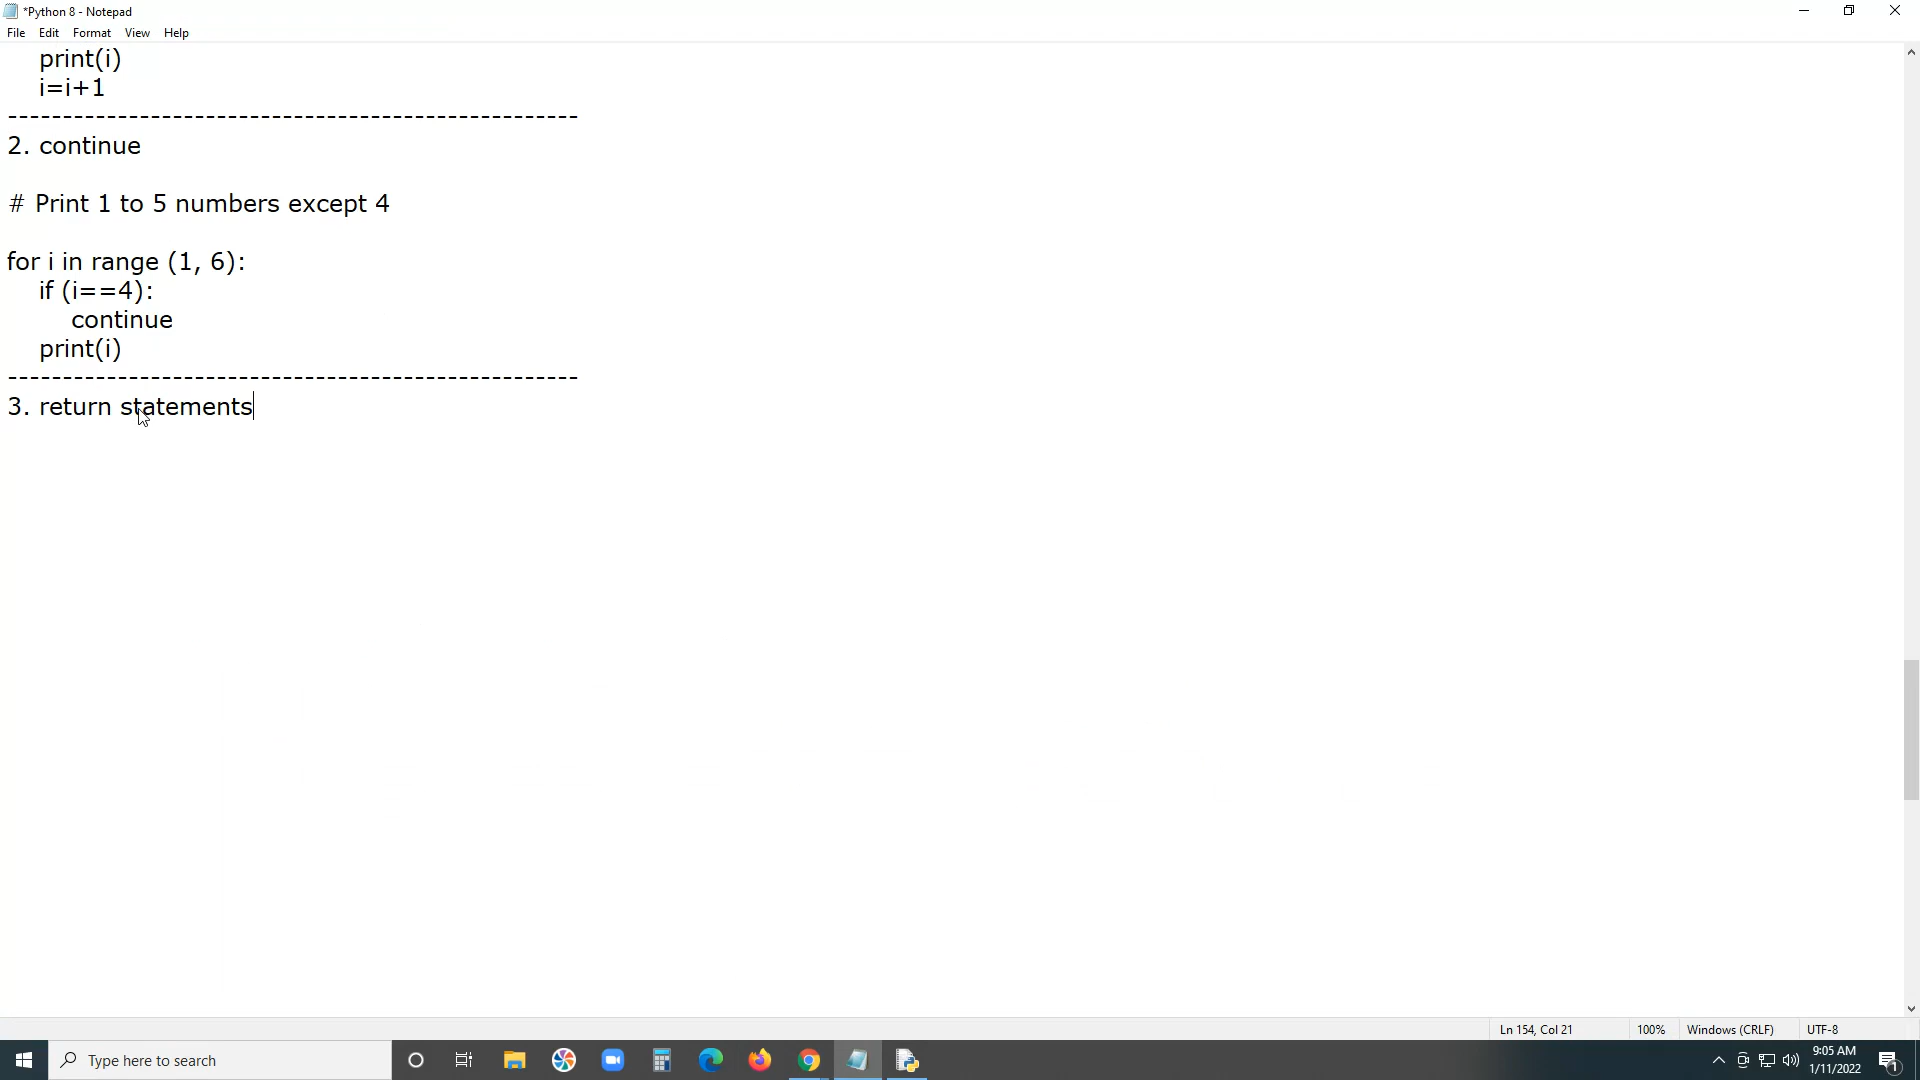 *Python 8 - Notepad
File Edit Format View Help
print(i)
i=i+1
----------------------------------------------------
2. continue
# Print 1 to 5 numbers except 4
for i in range (1, 6):
if (i==4):
continue
print(i)
----------------------------------------------------
3. return statements
Ln 154, Col 21 100% Windows (CRLF) UTF-8
Type here to search
9:05 AM
1/11/2022
1